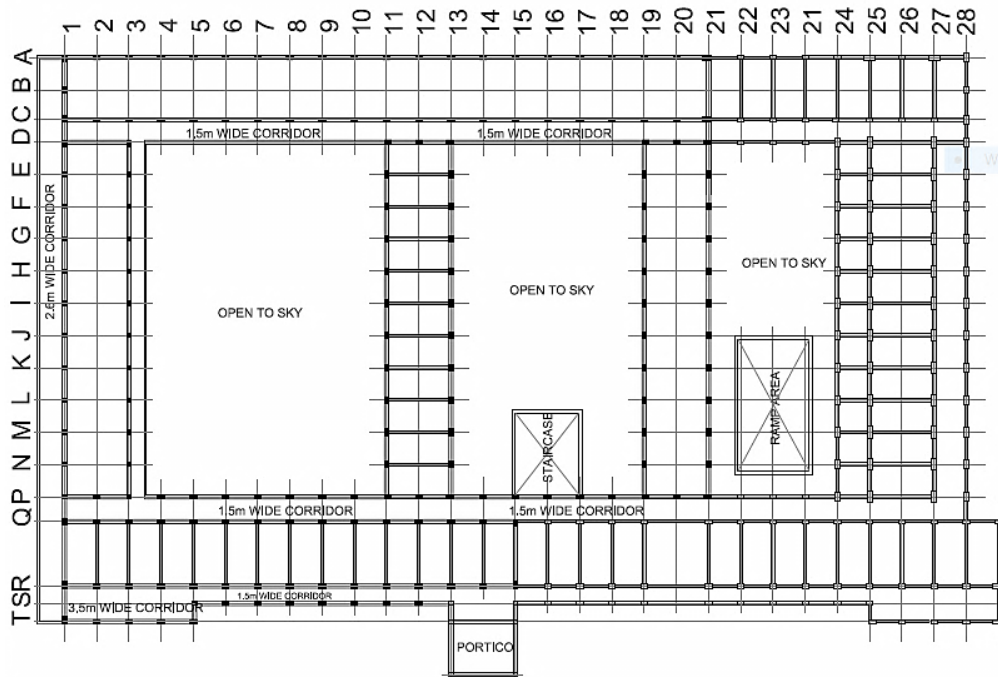 1 2 3 4 5 6 7 8 9 10 11 12 13 14 15 16 17 18 19 20 21 22 23 21 24 25 26 27 28
A
B
C
D
1.5m WIDE CORRIDOR
1.5m WIDE CORRIDOR
W
E
F
G
H
I
J
K
L
M
N
P
Q
R
S
T
2.6m WIDE CORRIDOR
OPEN TO SKY
OPEN TO SKY
OPEN TO SKY
RAMP AREA
STAIRCASE
1.5m WIDE CORRIDOR
1.5m WIDE CORRIDOR
1.5m WIDE CORRIDOR
3,5m WIDE CORRIDOR
PORTICO